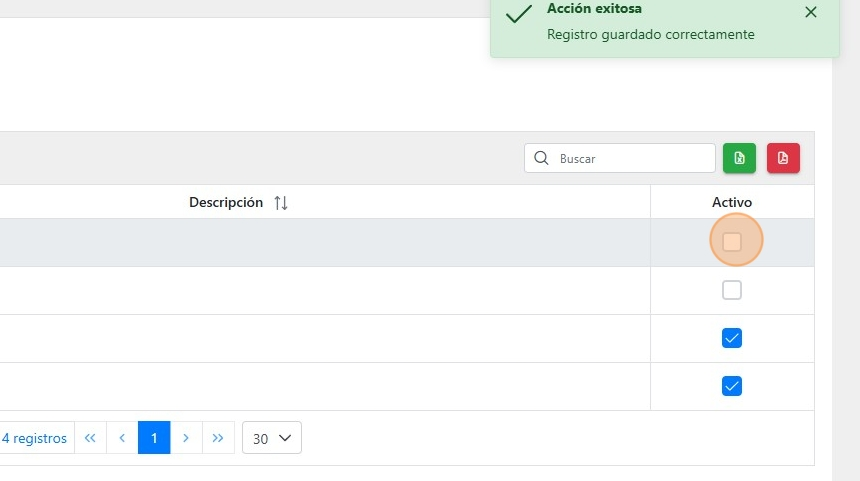 Acción exitosa
Registro guardado correctamente
Buscar
Descripción
Activo
4 registros
1
30